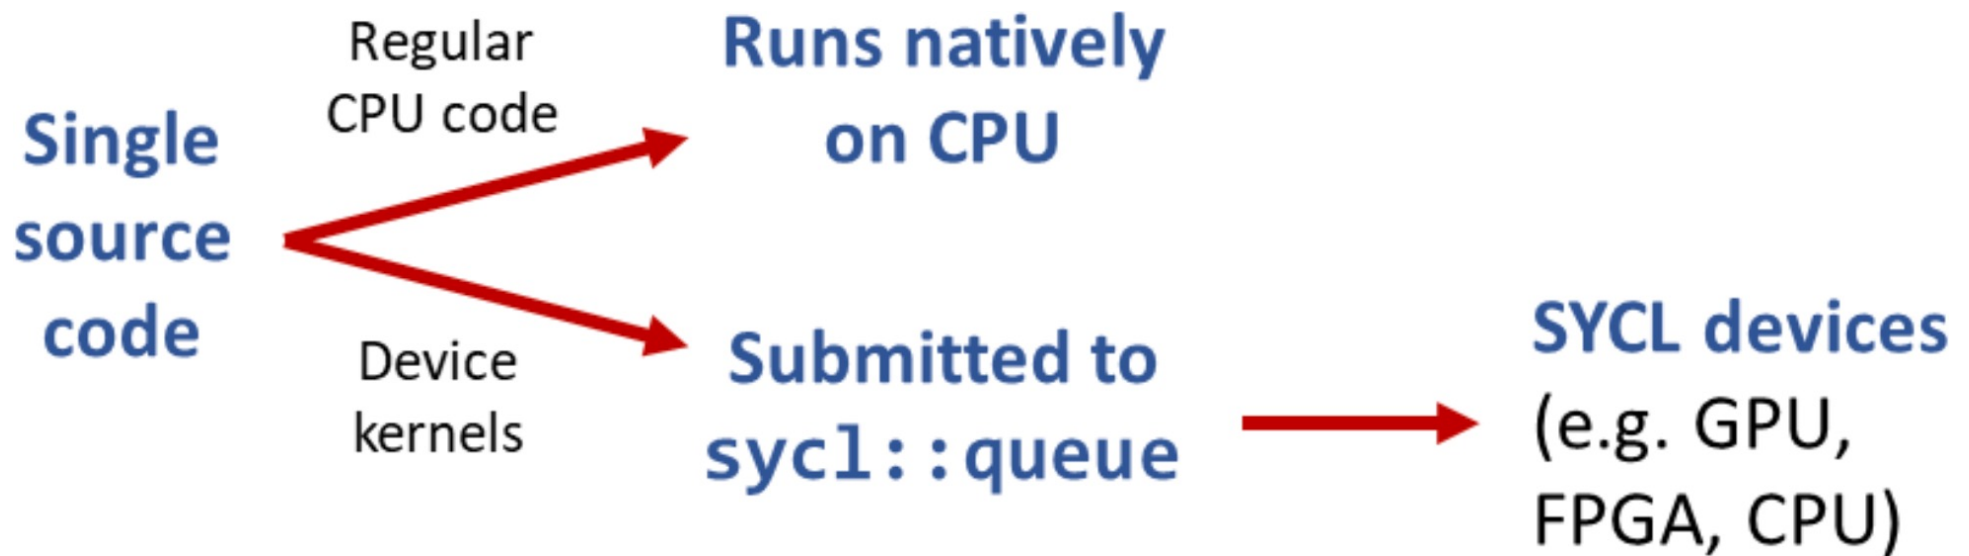 Single
source
code
Regular
CPU code
Runs natively
on CPU
Device
kernels
Submitted to
sycl::queue
SYCL devices
(e.g. GPU,
FPGA, CPU)